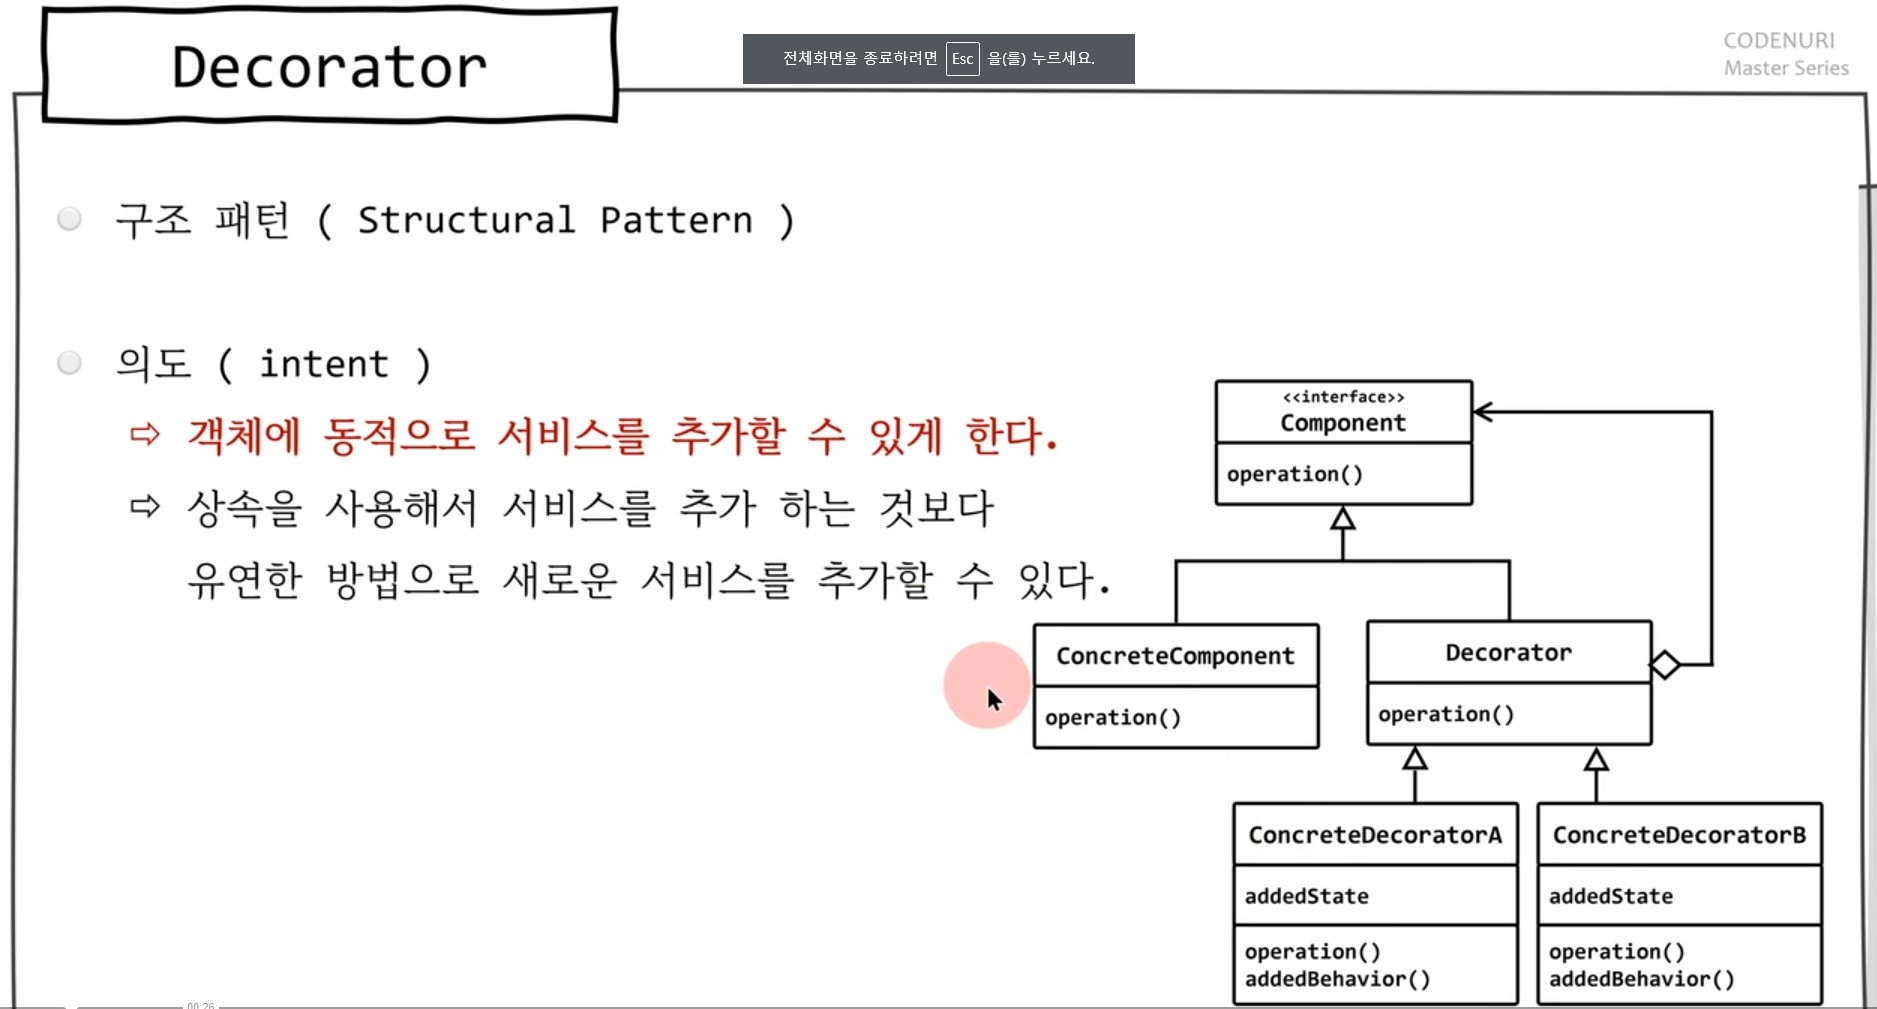 Decorator
전체화면을 종료하려면 Esc 을(를) 누르세요.
CODENURI
Master Series
구조 패턴 ( Structural Pattern )
의도 ( intent )
⇨ 객체에 동적으로 서비스를 추가할 수 있게 한다.
⇨ 상속을 사용해서 서비스를 추가 하는 것보다
유연한 방법으로 새로운 서비스를 추가할 수 있다.
<<interface>>
Component
operation()
ConcreteComponent
operation()
Decorator
operation()
ConcreteDecoratorA
addedState
operation()
addedBehavior()
ConcreteDecoratorB
addedState
operation()
addedBehavior()
00:26